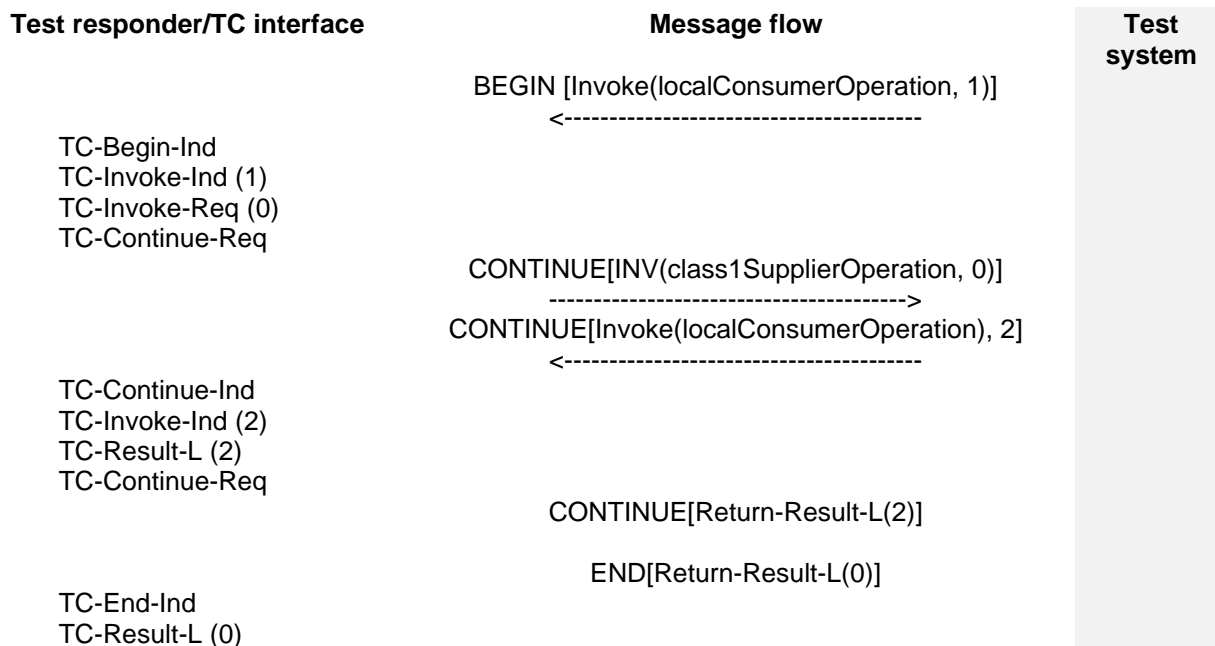 Test responder/TC interface Message flow Test
system
BEGIN [Invoke(localConsumerOperation, 1)]
<----------------------------------------
TC-Begin-Ind
TC-Invoke-Ind (1)
TC-Invoke-Req (0)
TC-Continue-Req
CONTINUE[INV(class1SupplierOperation, 0)]
---------------------------------------->
CONTINUE[Invoke(localConsumerOperation), 2]
<----------------------------------------
TC-Continue-Ind
TC-Invoke-Ind (2)
TC-Result-L (2)
TC-Continue-Req
CONTINUE[Return-Result-L(2)]
END[Return-Result-L(0)]
TC-End-Ind
TC-Result-L (0)